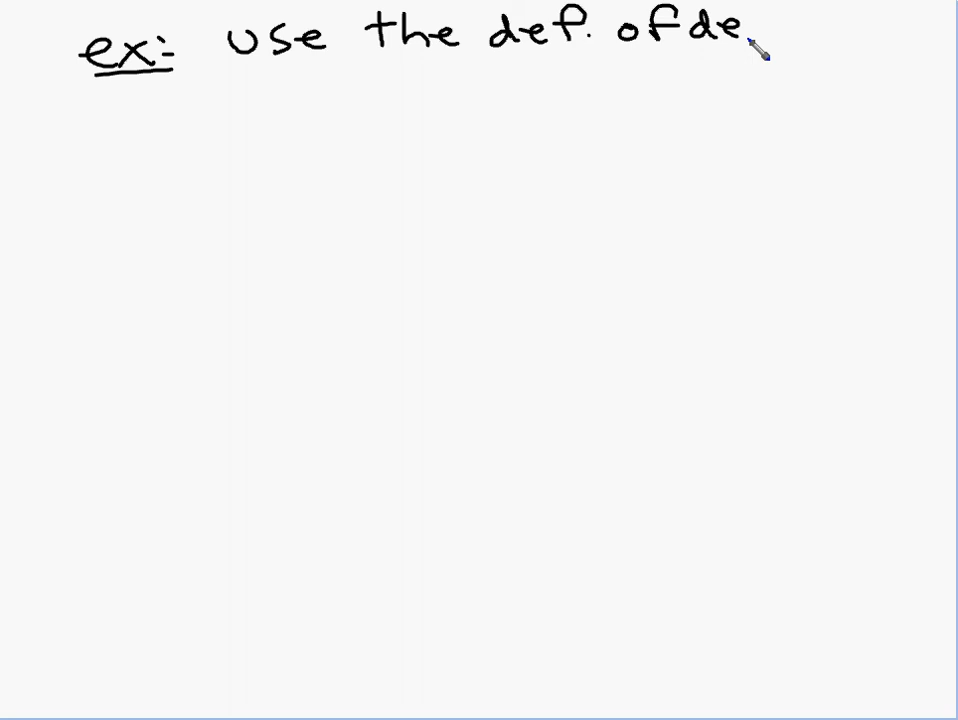 ex:- use the def. of de